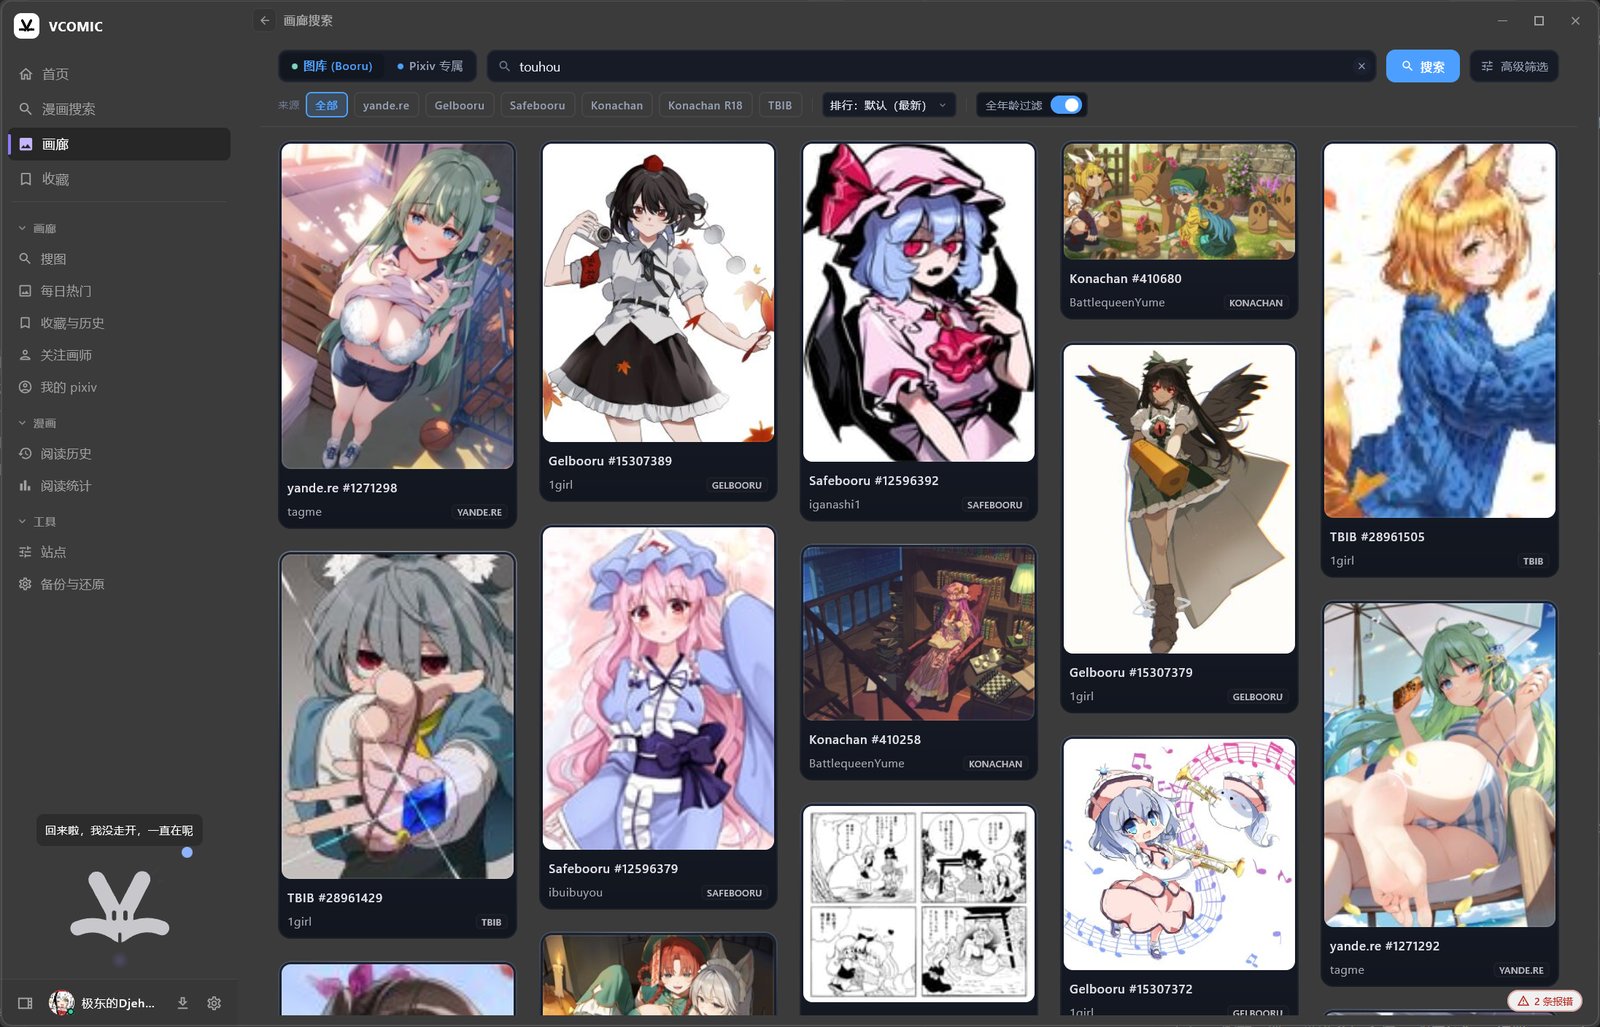 VCOMIC
首页
漫画搜索
画廊
收藏
画廊
搜图
每日热门
收藏与历史
关注画师
我的 pixiv
漫画
阅读历史
阅读统计
工具
站点
备份与还原
回来啦，我没走开，一直在呢
极东的Djeh...
画廊搜索
图库 (Booru)
Pixiv 专属
touhou
搜索
高级筛选
来源
全部
yande.re
Gelbooru
Safebooru
Konachan
Konachan R18
TBIB
排行：默认（最新）
全年龄过滤
yande.re #1271298
tagme
YANDE.RE
TBIB #28961429
1girl
TBIB
Gelbooru #15307389
1girl
GELBOORU
Safebooru #12596379
ibuibuyou
SAFEBOORU
Safebooru #12596392
iganashi1
SAFEBOORU
Konachan #410258
BattlequeenYume
KONACHAN
Konachan #410680
BattlequeenYume
KONACHAN
Gelbooru #15307379
1girl
GELBOORU
Gelbooru #15307372
1girl
GELBOORU
TBIB #28961505
1girl
TBIB
yande.re #1271292
tagme
YANDE.RE
2 条报错